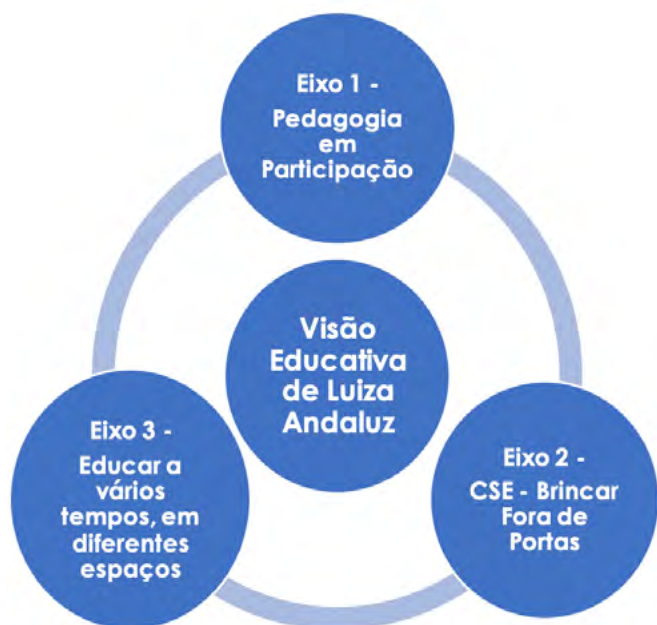 Eixo 1 -
Pedagogia
em
Participação
Visão
Educativa
de Luiza
Andaluz
Eixo 2 -
CSE - Brincar
Fora de
Portas
Eixo 3 -
Educar a
vários
tempos, em
diferentes
espaços